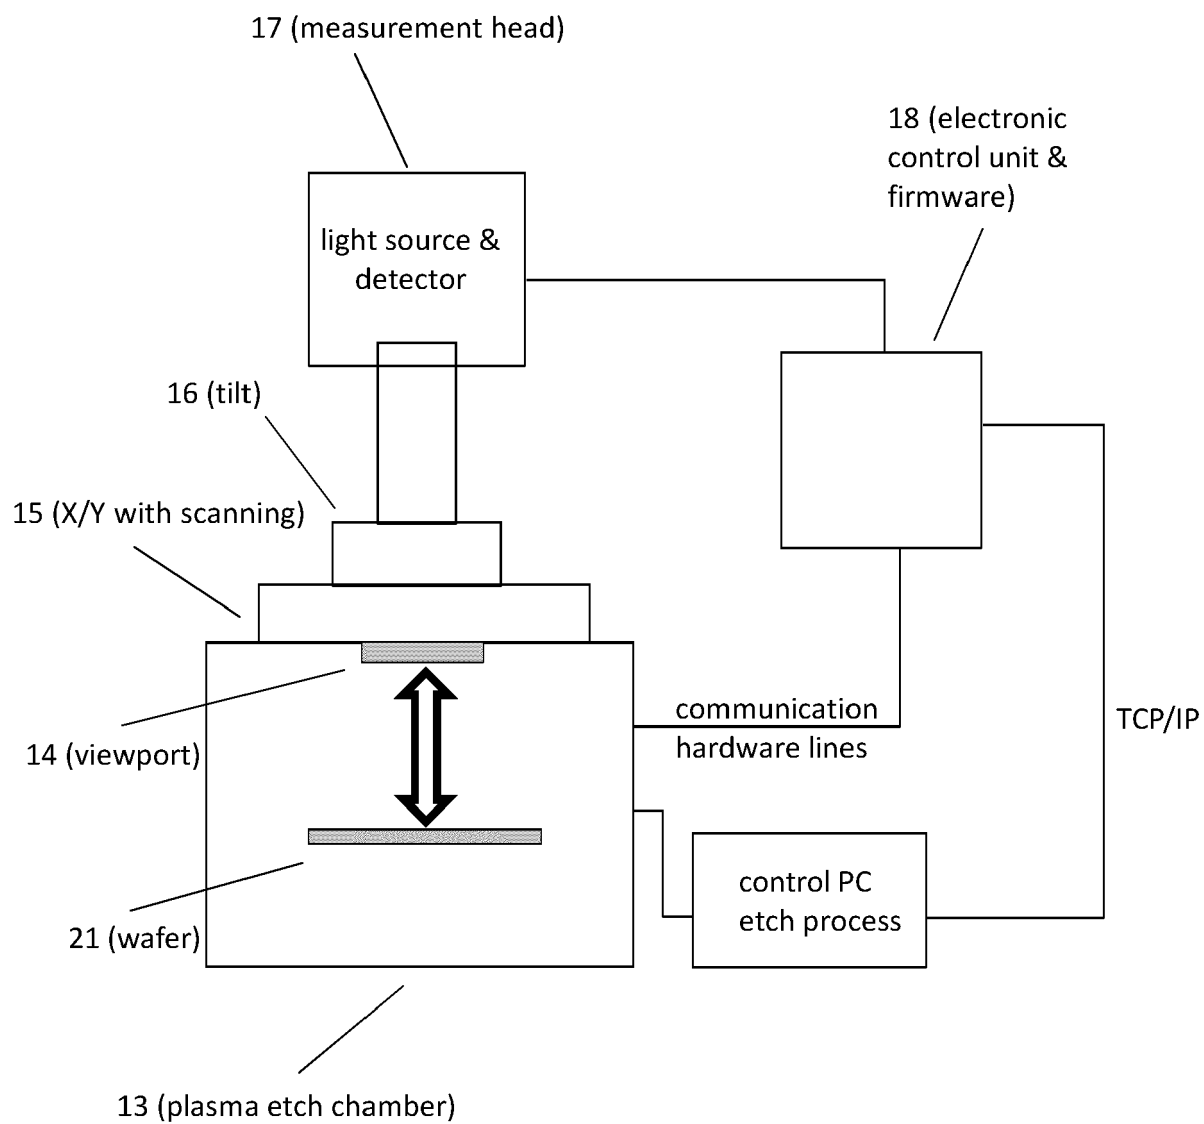 17 (measurement head)
18 (electronic
control unit &
firmware)
light source &
detector
16 (tilt)
15 (X/Y with scanning)
communication
hardware lines
TCP/IP
14 (viewport)
control PC
etch process
21 (wafer)
13 (plasma etch chamber)